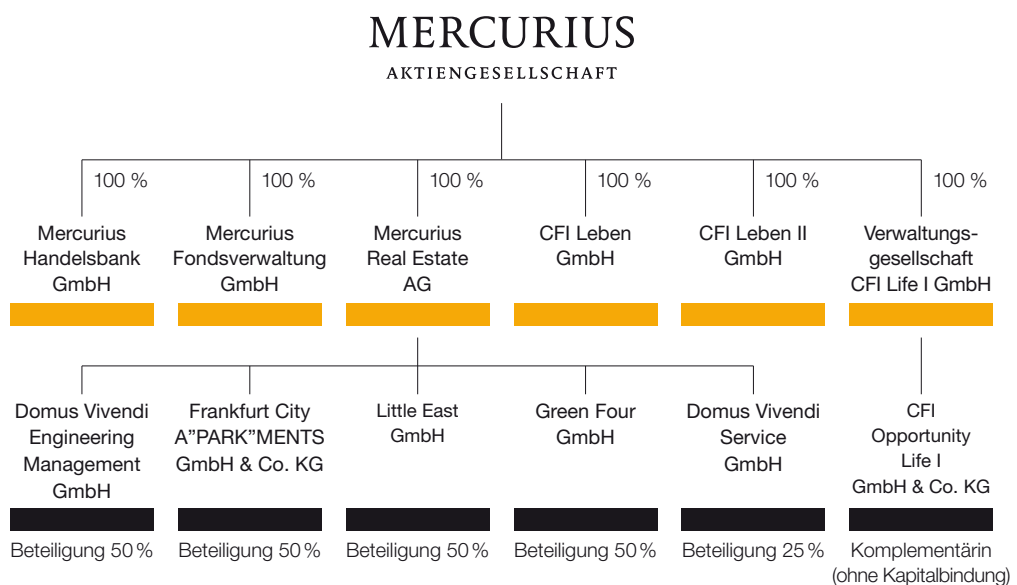 MERCURIUS
AKTIENGESELLSCHAFT
100 %
100 %
100 %
100 %
100 %
100 %
Mercurius
Handelsbank
GmbH
Mercurius
Fondsverwaltung
GmbH
Mercurius
Real Estate
AG
CFI Leben
GmbH
CFI Leben II
GmbH
Verwaltungs-
gesellschaft
CFI Life I GmbH
Domus Vivendi
Engineering
Management
GmbH
Frankfurt City
A”PARK”MENTS
GmbH & Co. KG
Little East
GmbH
Green Four
GmbH
Domus Vivendi
Service
GmbH
CFI
Opportunity
Life I
GmbH & Co. KG
Beteiligung 50 %
Beteiligung 50 %
Beteiligung 50 %
Beteiligung 50 %
Beteiligung 25 %
Komplementärin
(ohne Kapitalbindung)